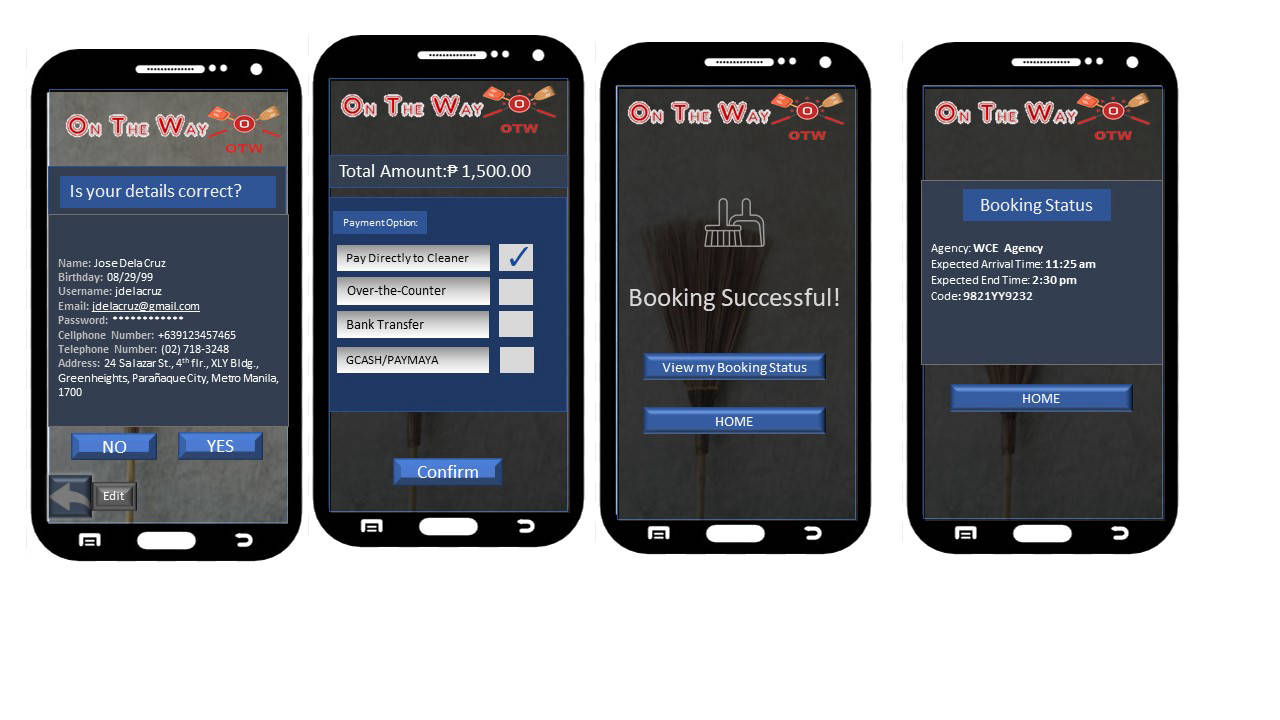 On The Way
O
OTW
Is your details correct?
Name: Jose Dela Cruz
Birthday: 08/29/99
Username: jdelacruz
Email: jdelacruz@gmail.com
Password: ************
Cellphone Number: +639123457465
Telephone Number: (02) 718-3248
Address: 24 Salazar St., 4th flr., XLY Bldg.,
Greenheights, Parañaque City, Metro Manila,
1700
NO
YES
Edit
On The Way
O
OTW
Total Amount:₱ 1,500.00
Payment Option:
Pay Directly to Cleaner ✓
Over-the-Counter
Bank Transfer
GCASH/PAYMAYA
Confirm
On The Way
O
OTW
Booking Successful!
View my Booking Status
HOME
On The Way
O
OTW
Booking Status
Agency: WCE Agency
Expected Arrival Time: 11:25 am
Expected End Time: 2:30 pm
Code: 9821YY9232
HOME